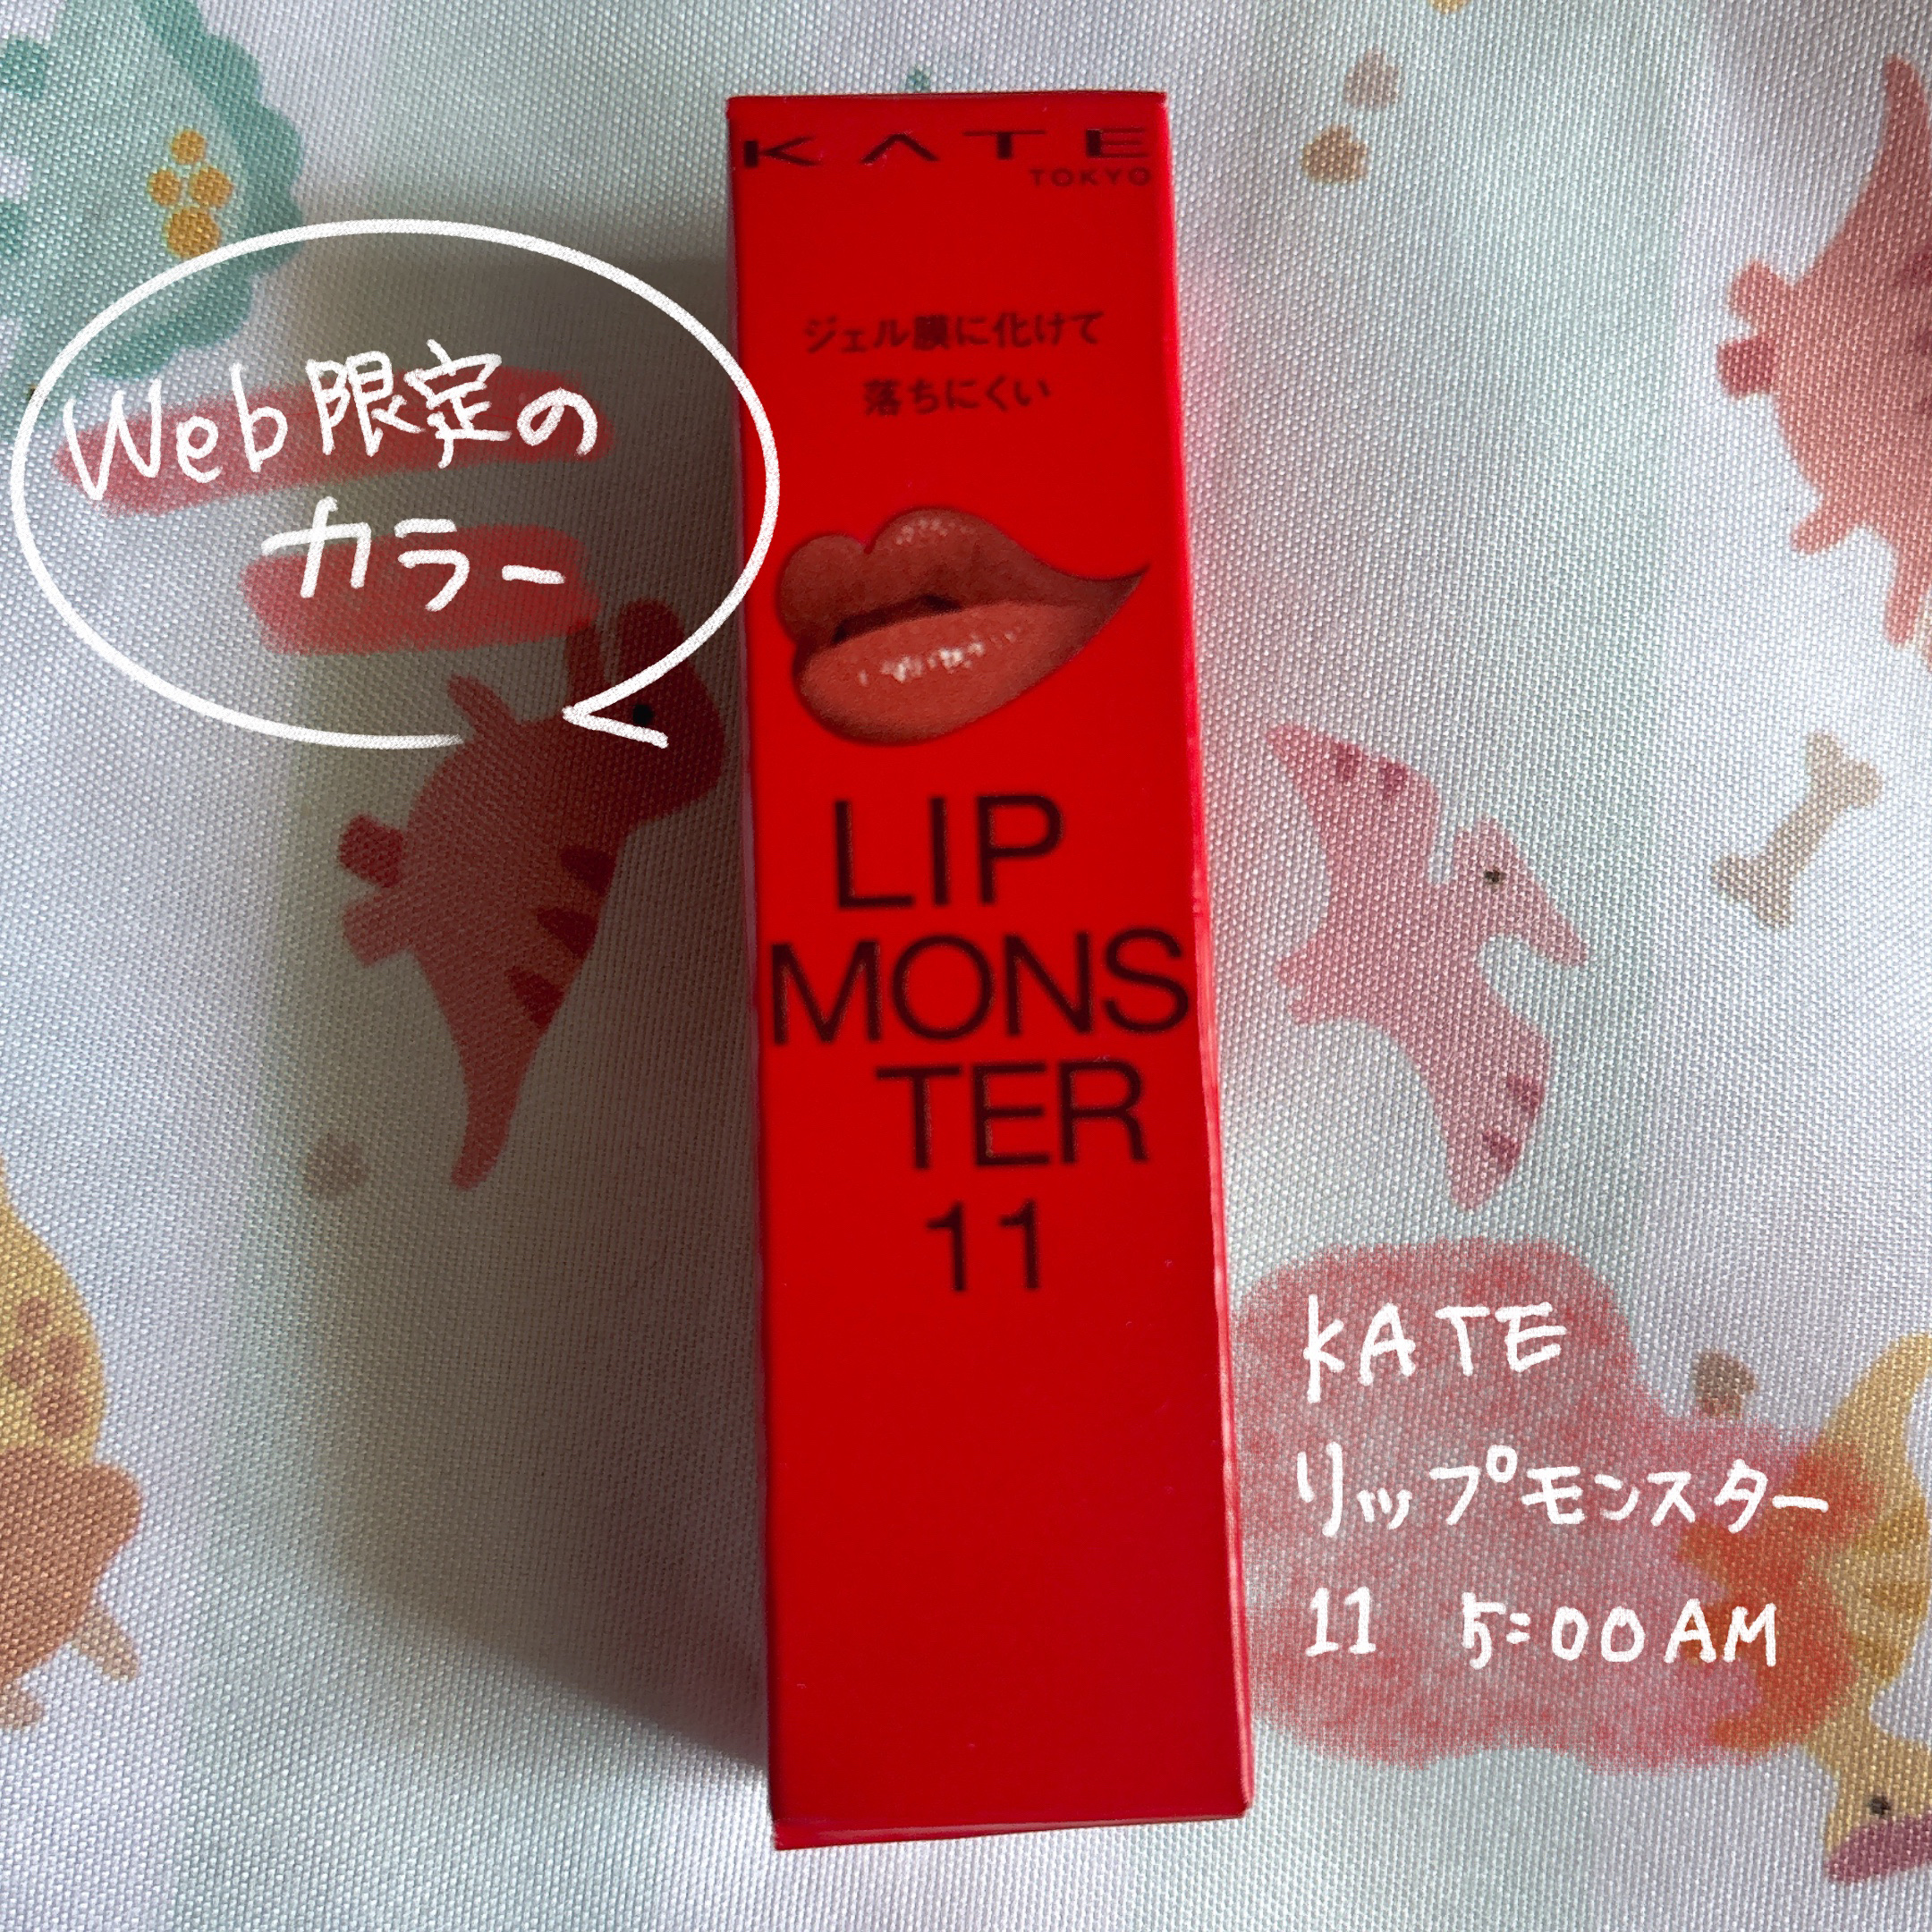 KATE
TOKYO
ジェル膜に化けて
落ちにくい
Web限定の
カラー
LIP
MONS
TER
11
KATE
リップモンスター
11 5:00AM